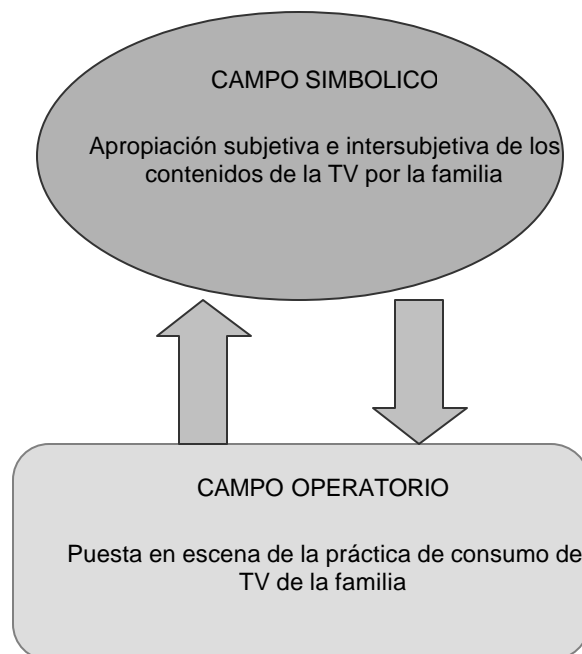 CAMPO SIMBOLICO
Apropiación subjetiva e intersubjetiva de los
contenidos de la TV por la familia
CAMPO OPERATORIO
Puesta en escena de la práctica de consumo de
TV de la familia